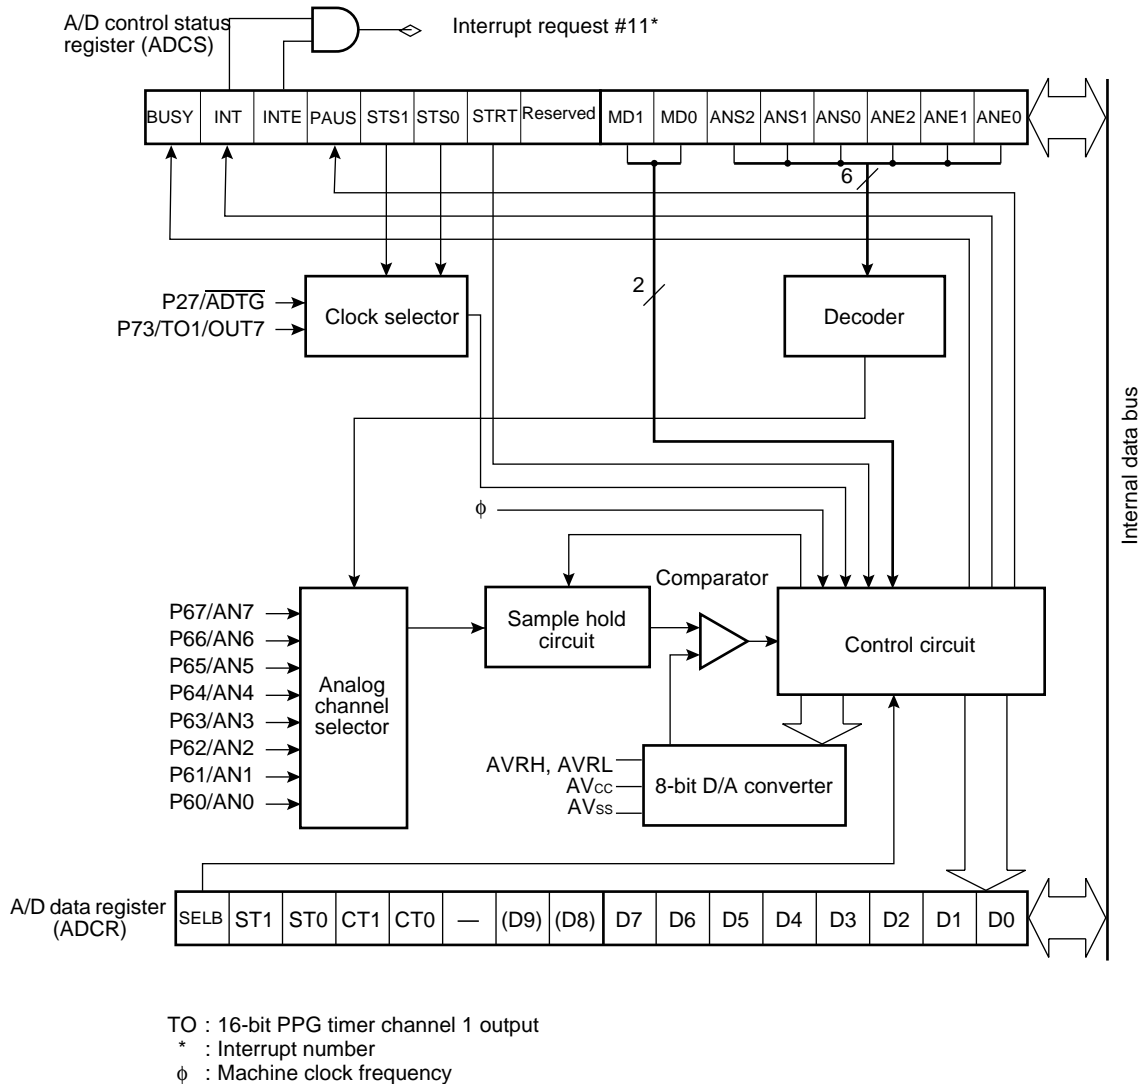 A/D control status
register (ADCS)
Interrupt request #11*
BUSY INT INTE PAUS STS1 STS0 STRT Reserved MD1 MD0 ANS2 ANS1 ANS0 ANE2 ANE1 ANE0
6
2
P27/ADTG
P73/TO1/OUT7
Clock selector
Decoder
Internal data bus
φ
Comparator
P67/AN7
P66/AN6
P65/AN5
P64/AN4
P63/AN3
P62/AN2
P61/AN1
P60/AN0
Analog
channel
selector
Sample hold
circuit
Control circuit
AVRH, AVRL
AVCC
AVSS
8-bit D/A converter
A/D data register
(ADCR)
SELB ST1 ST0 CT1 CT0 — (D9) (D8) D7 D6 D5 D4 D3 D2 D1 D0
TO : 16-bit PPG timer channel 1 output
* : Interrupt number
φ : Machine clock frequency